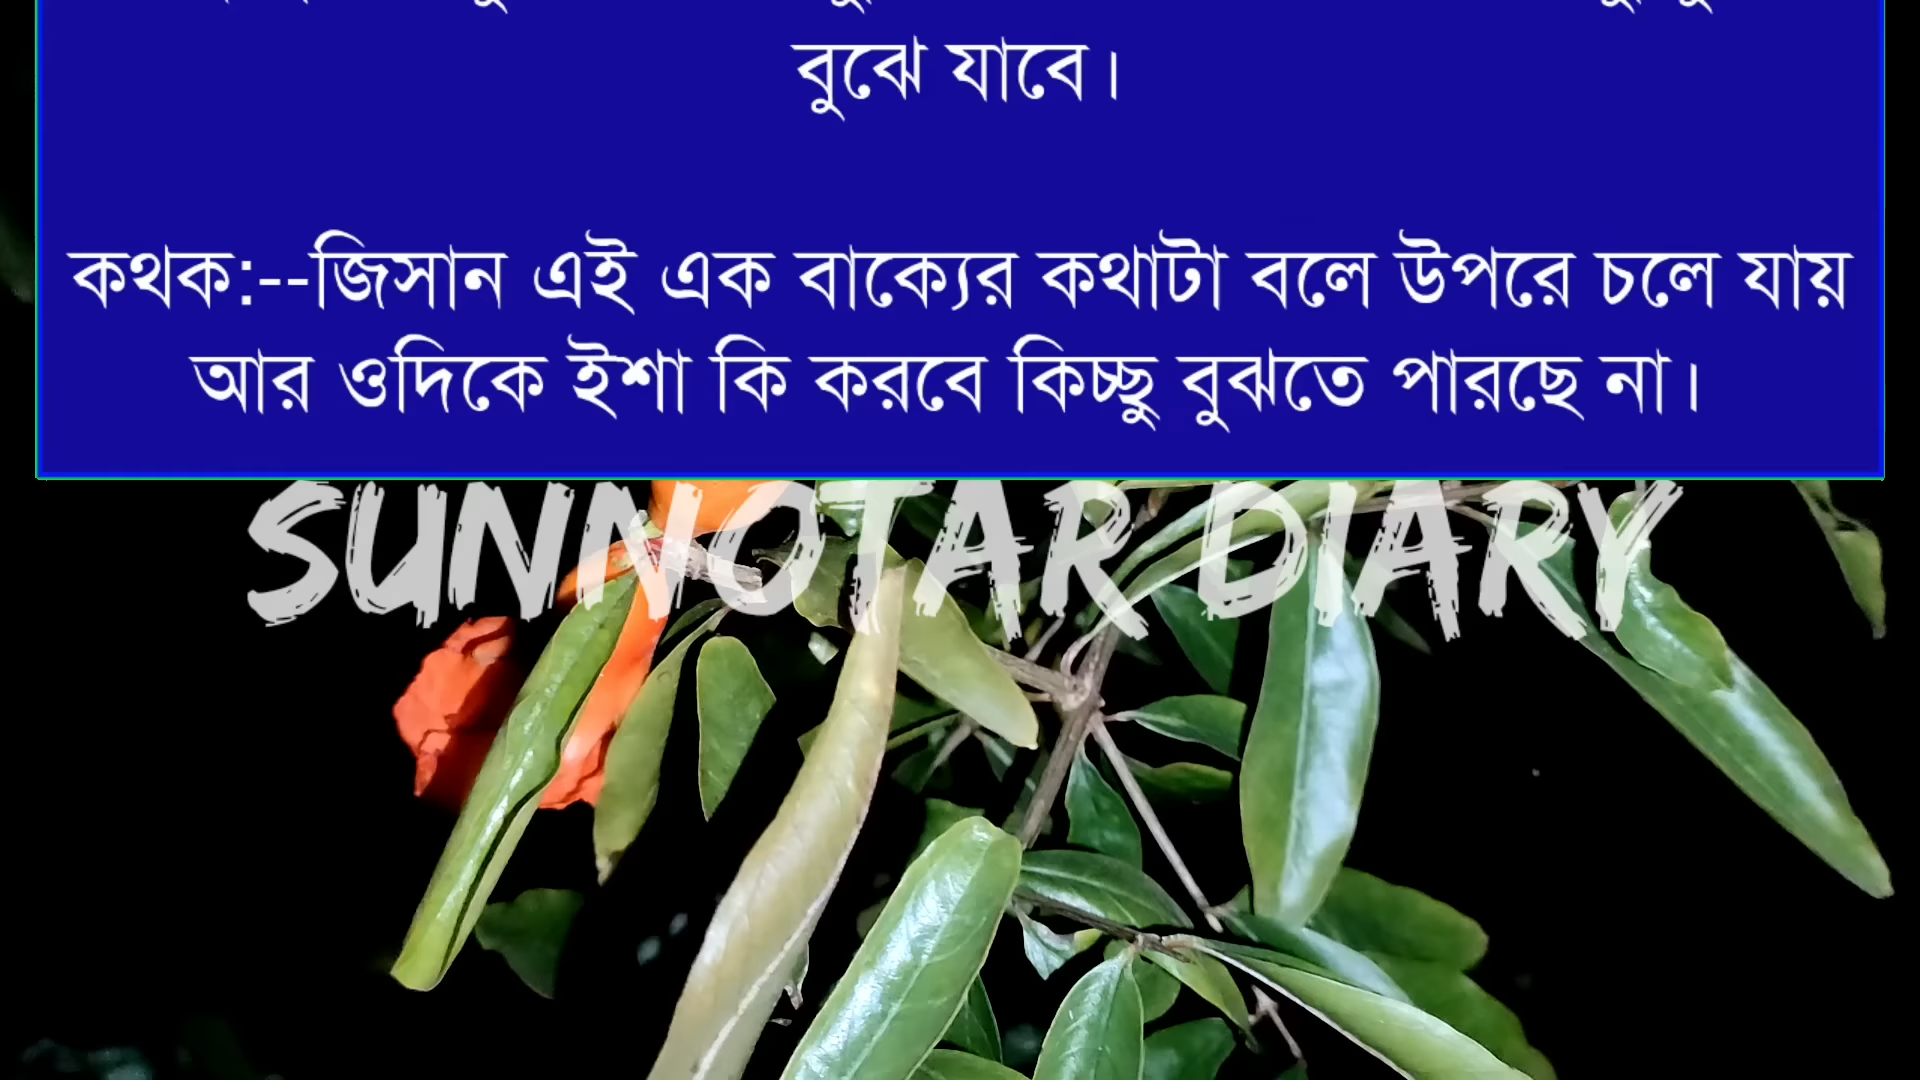 বুঝে যাবে।
কথক:--জিসান এই এক বাক্যের কথাটা বলে উপরে চলে যায়
আর ওদিকে ইশা কি করবে কিচ্ছু বুঝতে পারছে না।
SUNNOTAR DIARY